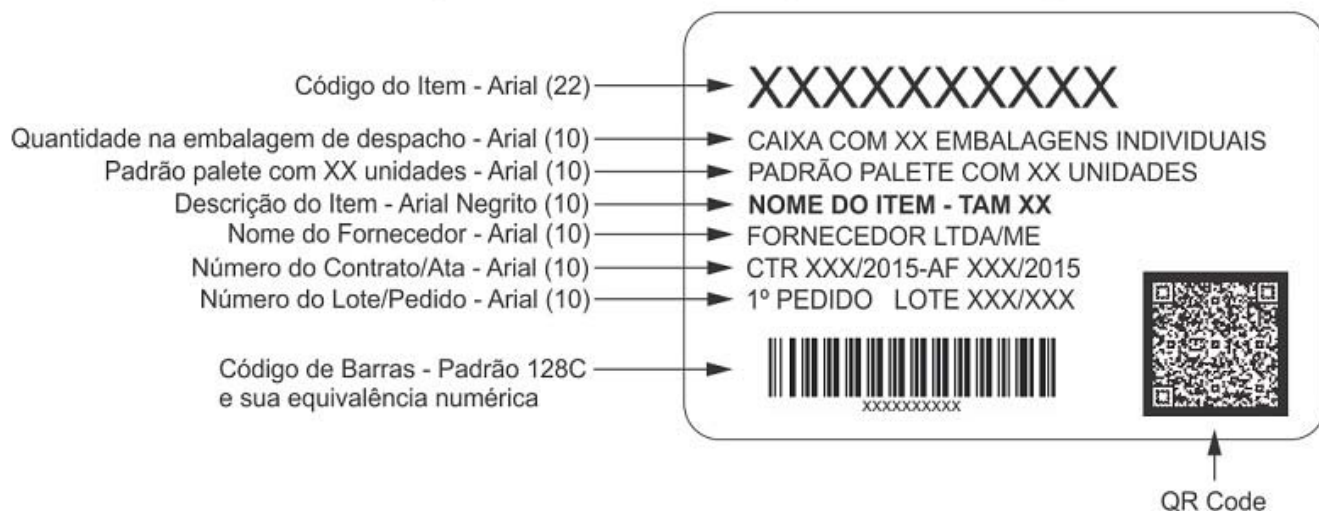 Código do Item - Arial (22)
XXXXXXXXXX
Quantidade na embalagem de despacho - Arial (10)
CAIXA COM XX EMBALAGENS INDIVIDUAIS
Padrão palete com XX unidades - Arial (10)
PADRÃO PALETE COM XX UNIDADES
Descrição do Item - Arial Negrito (10)
NOME DO ITEM - TAM XX
Nome do Fornecedor - Arial (10)
FORNECEDOR LTDA/ME
Número do Contrato/Ata - Arial (10)
CTR XXX/2015-AF XXX/2015
Número do Lote/Pedido - Arial (10)
1º PEDIDO LOTE XXX/XXX
Código de Barras - Padrão 128C
e sua equivalência numérica
XXXXXXXXXX
QR Code